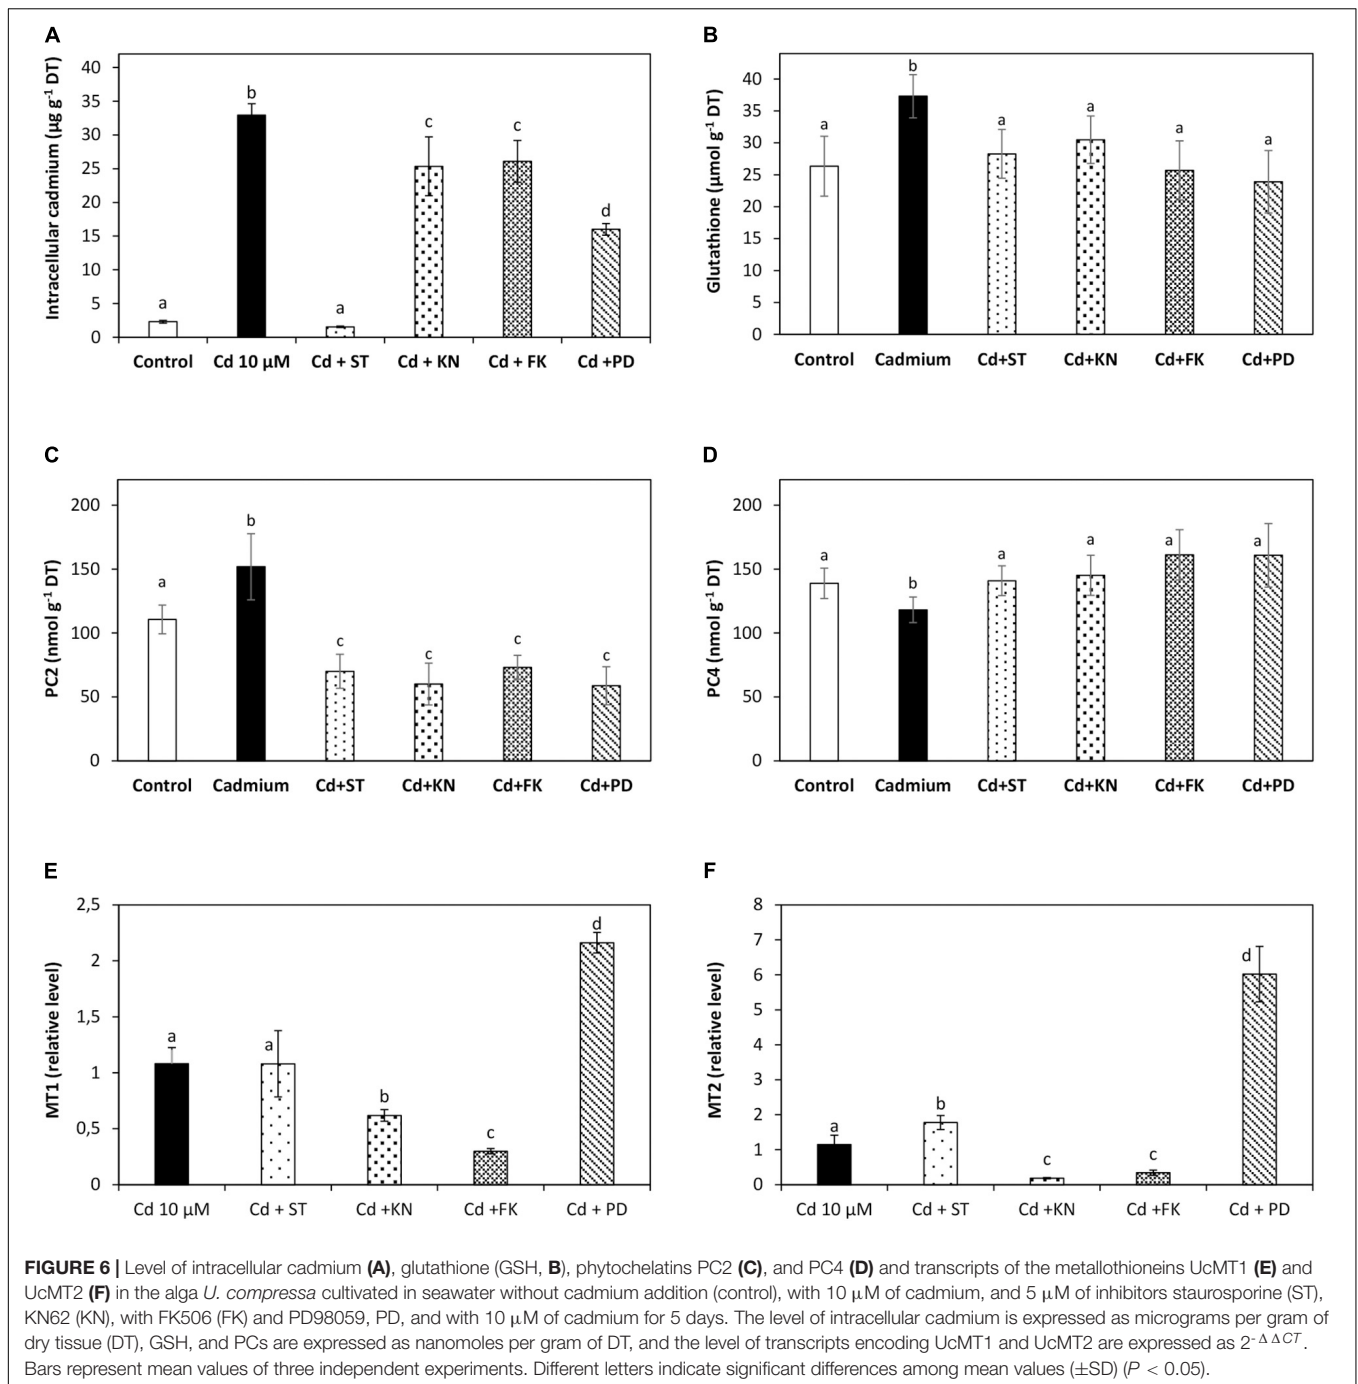 A
Intracellular cadmium (µg g-1 DT)
40
35
30
25
20
15
10
5
0
a
b
a
c
c
d
Control
Cd 10 µM
Cd + ST
Cd + KN
Cd + FK
Cd +PD
B
Glutathione (µmol g-1 DT)
40
35
30
25
20
15
10
5
0
a
b
a
a
a
a
Control
Cadmium
Cd+ST
Cd+KN
Cd+FK
Cd+PD
C
PC2 (nmol g-1 DT)
200
150
100
50
0
a
b
c
c
c
c
Control
Cadmium
Cd+ST
Cd+KN
Cd+FK
Cd+PD
D
PC4 (nmol g-1 DT)
200
150
100
50
0
a
b
a
a
a
a
Control
Cadmium
Cd+ST
Cd+KN
Cd+FK
Cd+PD
E
MT1 (relative level)
2,5
2
1,5
1
0,5
0
a
a
b
c
d
Cd 10 µM
Cd + ST
Cd +KN
Cd +FK
Cd + PD
F
MT2 (relative level)
8
7
6
5
4
3
2
1
0
a
b
c
c
d
Cd 10 µM
Cd + ST
Cd +KN
Cd +FK
Cd + PD
FIGURE 6 | Level of intracellular cadmium (A), glutathione (GSH, B), phytochelatins PC2 (C), and PC4 (D) and transcripts of the metallothioneins UcMT1 (E) and
UcMT2 (F) in the alga U. compressa cultivated in seawater without cadmium addition (control), with 10 µM of cadmium, and 5 µM of inhibitors staurosporine (ST),
KN62 (KN), with FK506 (FK) and PD98059, PD, and with 10 µM of cadmium for 5 days. The level of intracellular cadmium is expressed as micrograms per gram of
dry tissue (DT), GSH, and PCs are expressed as nanomoles per gram of DT, and the level of transcripts encoding UcMT1 and UcMT2 are expressed as 2-ΔΔCT.
Bars represent mean values of three independent experiments. Different letters indicate significant differences among mean values (±SD) (P < 0.05).